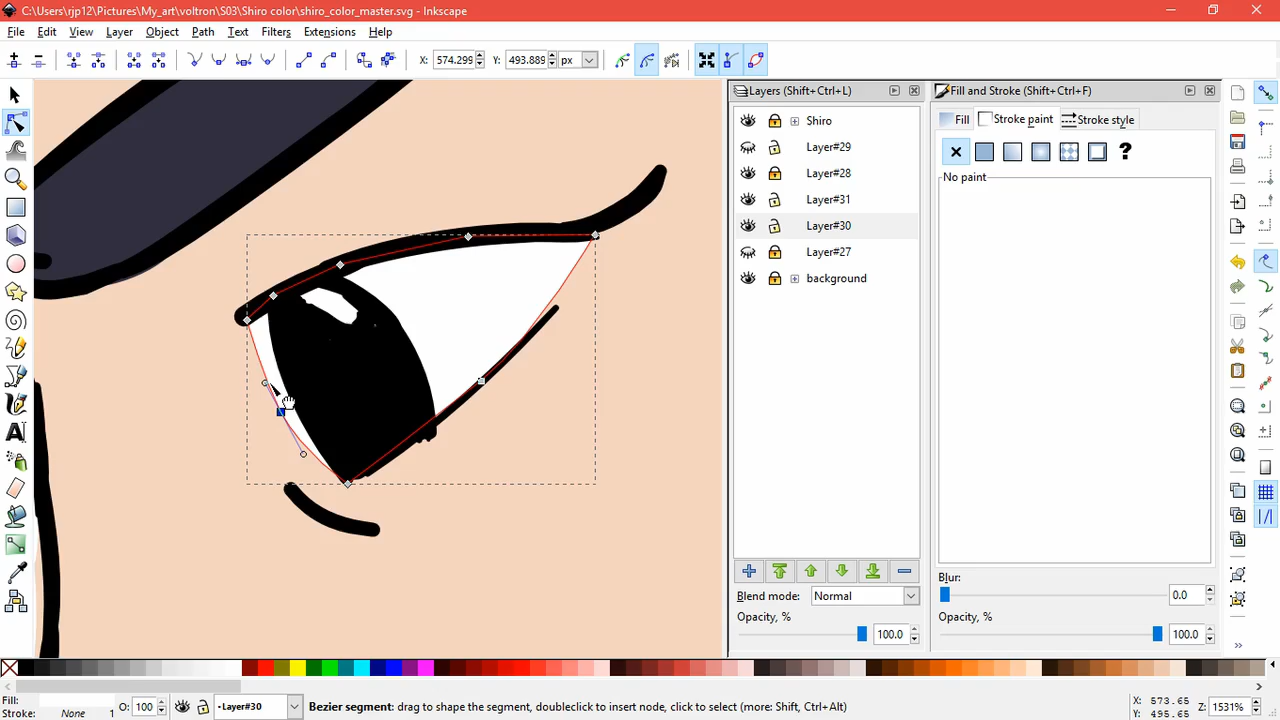 C:\Users\rjp12\Pictures\My_art\voltron\S03\Shiro color\shiro_color_master.svg - Inkscape
File Edit View Layer Object Path Text Filters Extensions Help
X: 574.299 Y: 493.889 px
Layers (Shift+Ctrl+L)
Shiro
Layer#29
Layer#28
Layer#31
Layer#30
Layer#27
background
Blend mode: Normal
Opacity, %
100.0
Fill and Stroke (Shift+Ctrl+F)
Fill Stroke paint Stroke style
?
No paint
Blur:
0.0
Opacity, %
100.0
Fill:
Stroke: None 1
O: 100
-Layer#30
Bezier segment: drag to shape the segment, doubleclick to insert node, click to select (more: Shift, Ctrl+Alt)
X: 573.65
Y: 495.65
Z: 1531%